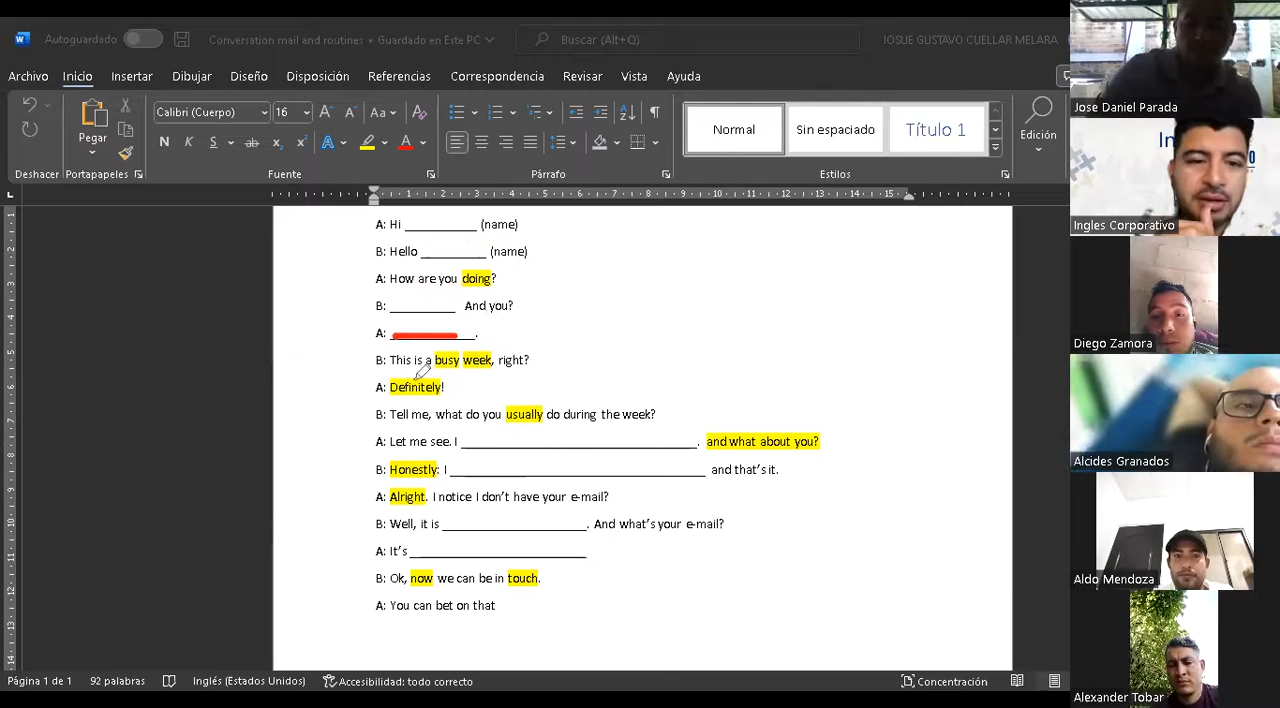 Autoguardado
Conversation mail and routines - Guardado en Este PC
Buscar (Alt+Q)
JOSUE GUSTAVO CUELLAR MELARA
Archivo Inicio Insertar Dibujar Diseño Disposición Referencias Correspondencia Revisar Vista Ayuda
Pegar
Calibri (Cuerpo) 16
Normal
Sin espaciado
Título 1
Edición
Deshacer Portapapeles Fuente Párrafo Estilos
A: Hi ___________ (name)
B: Hello __________ (name)
A: How are you doing?
B: __________ And you?
A: _____________.
B: This is a busy week, right?
A: Definitely!
B: Tell me, what do you usually do during the week?
A: Let me see. I ____________________________________. and what about you?
B: Honestly: I _______________________________________ and that's it.
A: Alright. I notice I don't have your e-mail?
B: Well, it is ______________________. And what's your e-mail?
A: It's ___________________________
B: Ok, now we can be in touch.
A: You can bet on that
Página 1 de 1 92 palabras Inglés (Estados Unidos) Accesibilidad: todo correcto Concentración
Jose Daniel Parada
Ingles Corporativo
Diego Zamora
Alcides Granados
Aldo Mendoza
Alexander Tobar